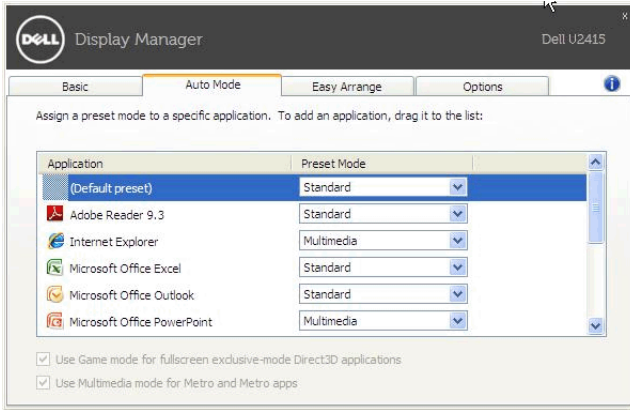 DELL Display Manager Dell U2415
x
Basic Auto Mode Easy Arrange Options i
Assign a preset mode to a specific application. To add an application, drag it to the list:
Application Preset Mode
(Default preset) Standard
Adobe Reader 9.3 Standard
Internet Explorer Multimedia
Microsoft Office Excel Standard
Microsoft Office Outlook Standard
Microsoft Office PowerPoint Multimedia
Use Game mode for fullscreen exclusive-mode Direct3D applications
Use Multimedia mode for Metro and Metro apps